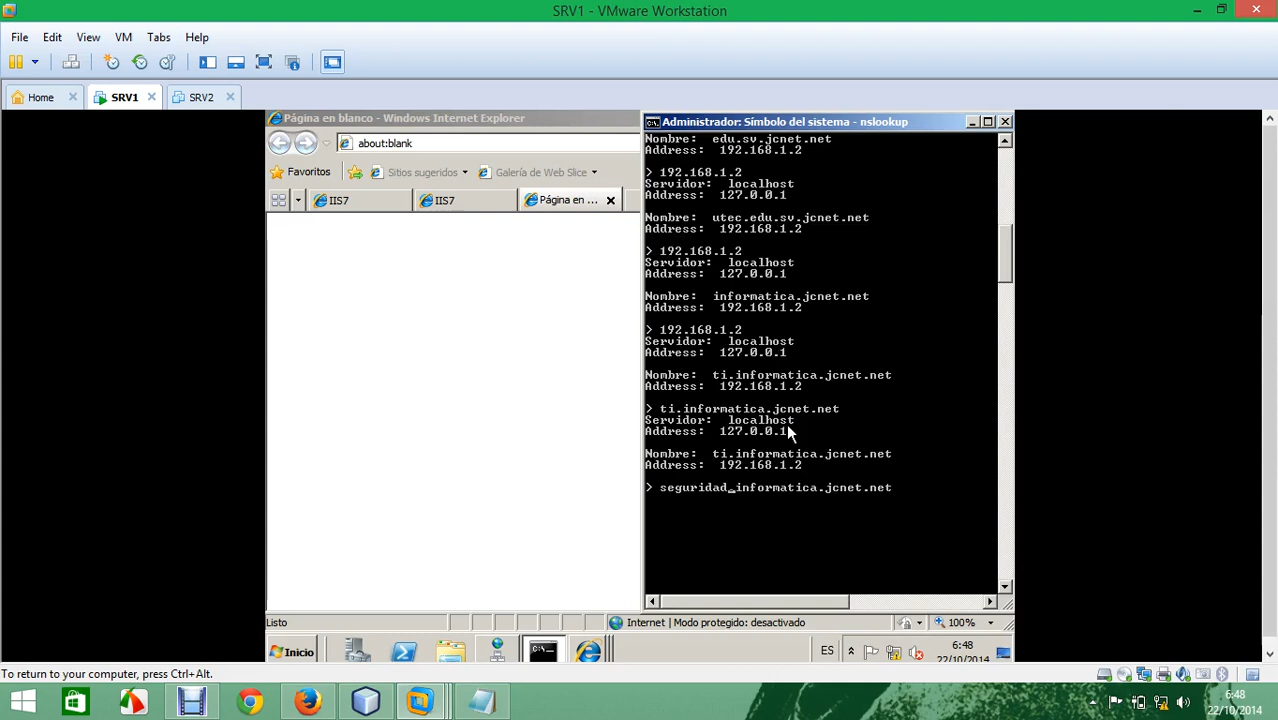 SRV1 - VMware Workstation
File Edit View VM Tabs Help
Home SRV1 SRV2
Página en blanco - Windows Internet Explorer
about:blank
Favoritos Sitios sugeridos Galería de Web Slice
IIS7 IIS7 Página en ...
Administrador: Símbolo del sistema - nslookup
Nombre: edu.sv.jcnet.net
Address: 192.168.1.2
> 192.168.1.2
Servidor: localhost
Address: 127.0.0.1
Nombre: utec.edu.sv.jcnet.net
Address: 192.168.1.2
> 192.168.1.2
Servidor: localhost
Address: 127.0.0.1
Nombre: informatica.jcnet.net
Address: 192.168.1.2
> 192.168.1.2
Servidor: localhost
Address: 127.0.0.1
Nombre: ti.informatica.jcnet.net
Address: 192.168.1.2
> ti.informatica.jcnet.net
Servidor: localhost
Address: 127.0.0.1
Nombre: ti.informatica.jcnet.net
Address: 192.168.1.2
> seguridad_informatica.jcnet.net
Listo
Internet | Modo protegido: desactivado
100%
Inicio
ES
6:48
22/10/2014
To return to your computer, press Ctrl+Alt.
6:48
22/10/2014